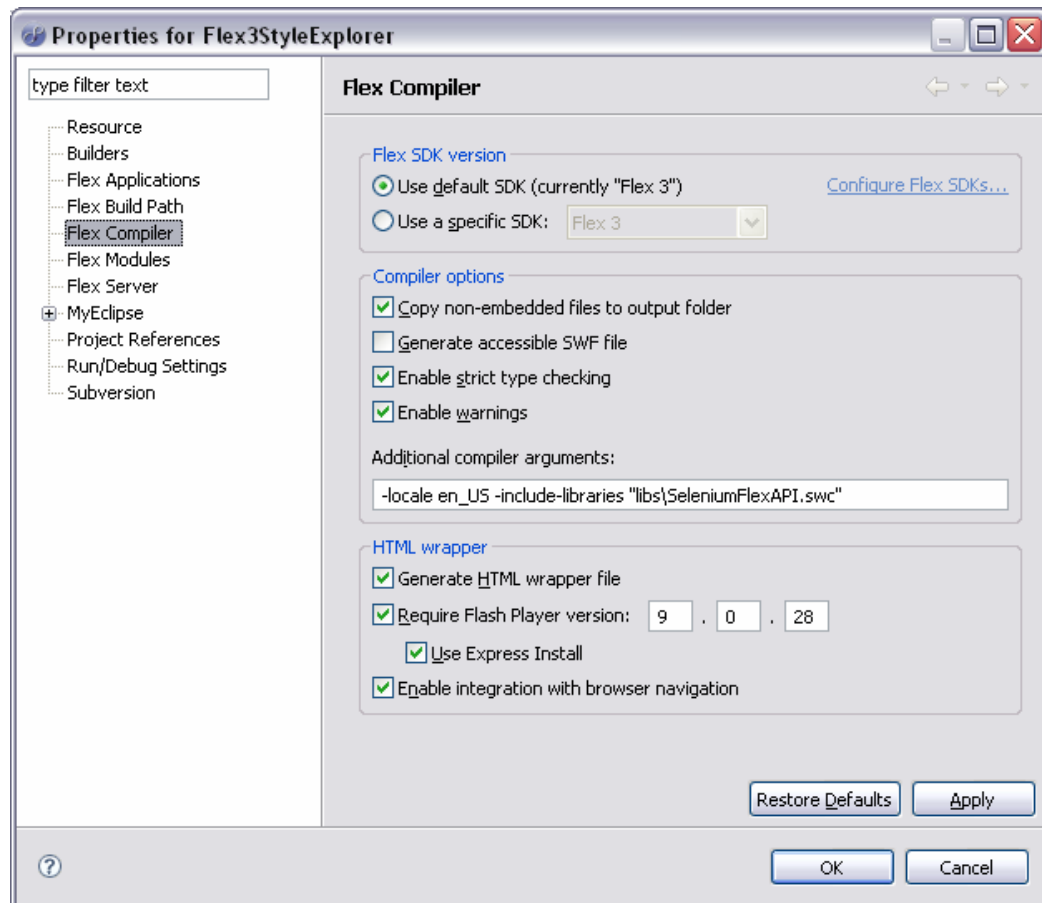 Properties for Flex3StyleExplorer
type filter text
Resource
Builders
Flex Applications
Flex Build Path
Flex Compiler
Flex Modules
Flex Server
MyEclipse
Project References
Run/Debug Settings
Subversion
Flex Compiler
Flex SDK version
Use default SDK (currently "Flex 3")
Configure Flex SDKs...
Use a specific SDK: Flex 3
Compiler options
Copy non-embedded files to output folder
Generate accessible SWF file
Enable strict type checking
Enable warnings
Additional compiler arguments:
-locale en_US -include-libraries "libs\SeleniumFlexAPI.swc"
HTML wrapper
Generate HTML wrapper file
Require Flash Player version: 9 . 0 . 28
Use Express Install
Enable integration with browser navigation
Restore Defaults Apply
? OK Cancel